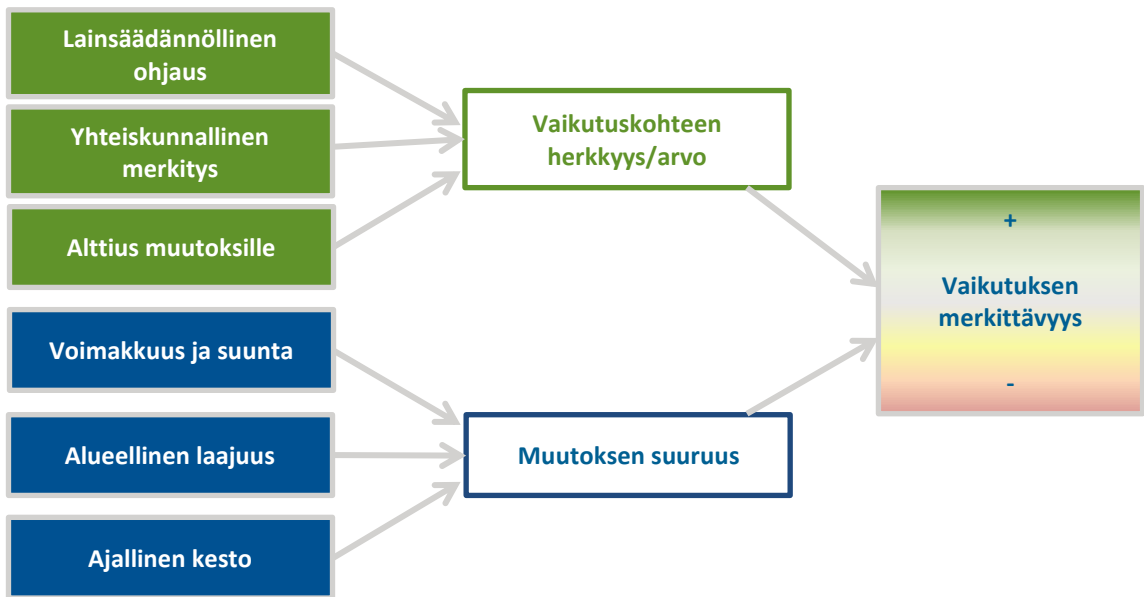 Lainsäädännöllinen
ohjaus
Yhteiskunnallinen
merkitys
Alttius muutoksille
Voimakkuus ja suunta
Alueellinen laajuus
Ajallinen kesto
Vaikutuskohteen
herkkyys/arvo
Muutoksen suuruus
+
Vaikutuksen
merkittävyys
-